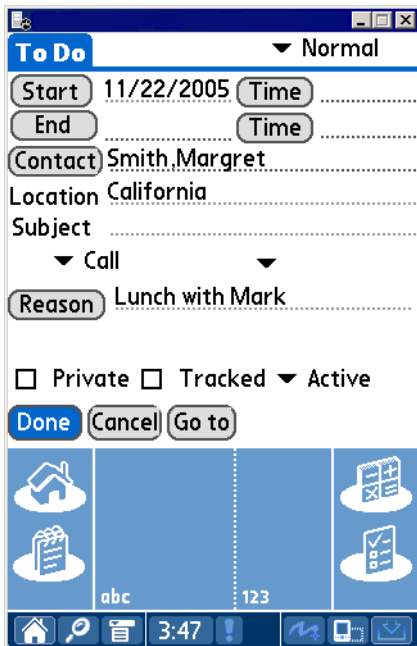 To Do Normal
Start 11/22/2005 Time
End Time
Contact Smith,Margret
Location California
Subject
Call
Reason Lunch with Mark
Private Tracked Active
Done Cancel Go to
abc 123
3:47